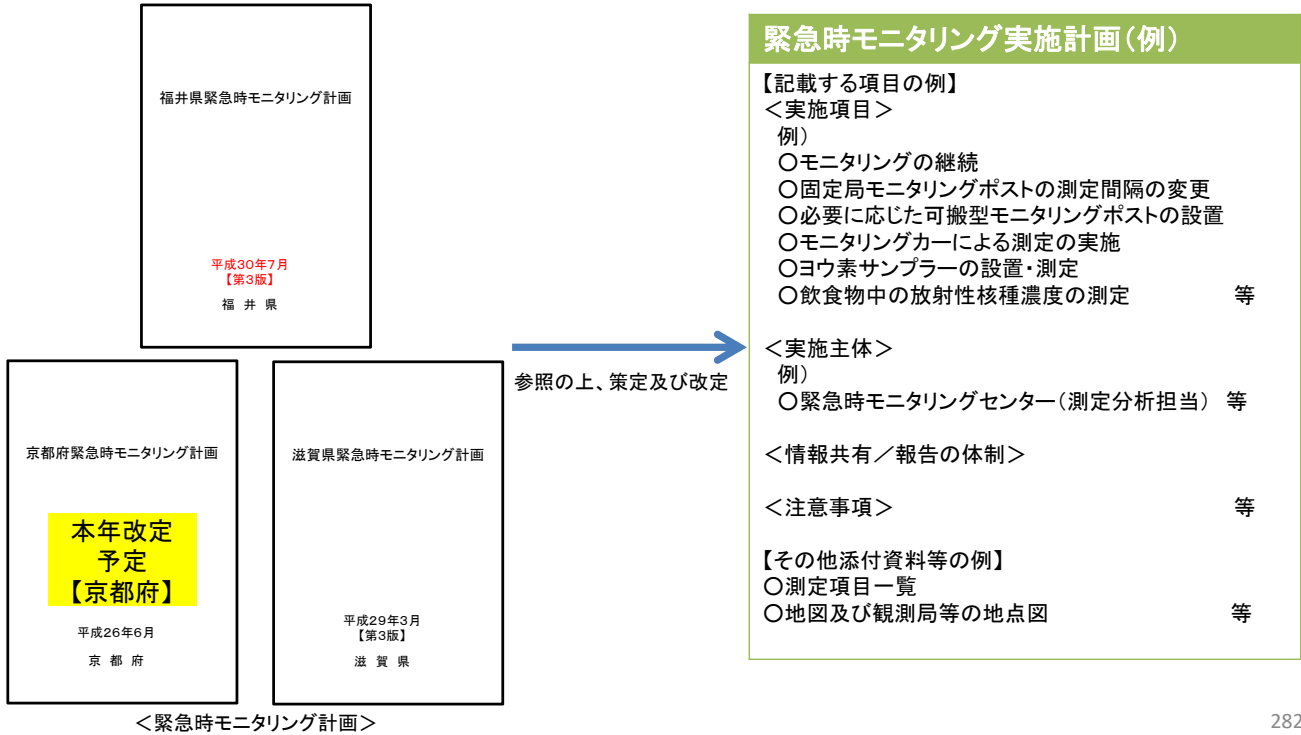 福井県緊急時モニタリング計画
平成30年7月
【第3版】
福 井 県
京都府緊急時モニタリング計画
本年改定
予定
【京都府】
平成26年6月
京 都 府
滋賀県緊急時モニタリング計画
平成29年3月
【第3版】
滋 賀 県
＜緊急時モニタリング計画＞
参照の上、策定及び改定
緊急時モニタリング実施計画（例）
【記載する項目の例】
＜実施項目＞
例）
○モニタリングの継続
○固定局モニタリングポストの測定間隔の変更
○必要に応じた可搬型モニタリングポストの設置
○モニタリングカーによる測定の実施
○ヨウ素サンプラーの設置・測定
○飲食物中の放射性核種濃度の測定 等
＜実施主体＞
例）
○緊急時モニタリングセンター（測定分析担当） 等
＜情報共有／報告の体制＞
＜注意事項＞ 等
【その他添付資料等の例】
○測定項目一覧
○地図及び観測局等の地点図 等
282